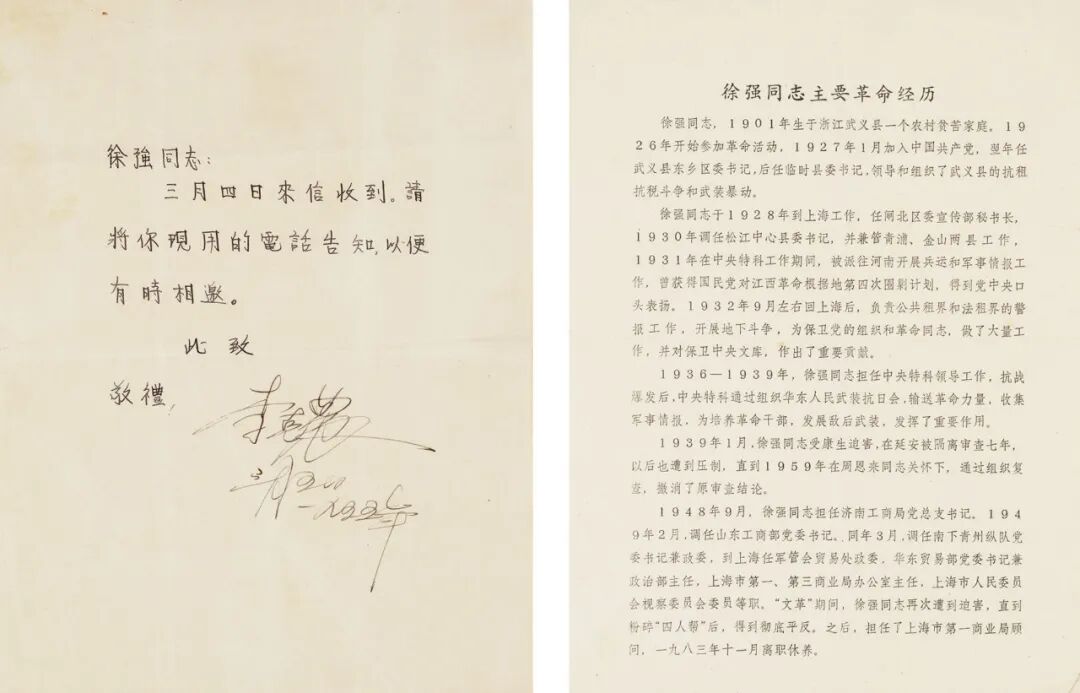 徐強同志：
三月四日來信收到。請
將你現用的電話告知，以便
有時相邀。
此致
敬禮！
李克農
徐强同志主要革命经历
徐强同志，1901年生于浙江武义县一个农村贫苦家庭。19
26年开始参加革命活动，1927年1月加入中国共产党，翌年任
武义县东乡区委书记，后任临时县委书记，领导和组织了武义县的抗租
抗税斗争和武装暴动。
徐强同志于1928年到上海工作，任闸北区委宣传部秘书长，
1930年调任松江中心县委书记，并兼管青浦、金山两县工作，
1931年在中央特科工作期间，被派往河南开展兵运和军事情报工
作，曾获得国民党对江西革命根据地第四次围剿计划，得到党中央口
头表扬。1932年9月左右回上海后，负责公共租界和法租界的警
报工作，开展地下斗争，为保卫党的组织和革命同志，做了大量工
作，并对保卫中央文库，作出了重要贡献。
1936—1939年，徐强同志担任中央特科领导工作，抗战
爆发后，中央特科通过组织华东人民武装抗日会，输送革命力量，收集
军事情报，为培养革命干部，发展敌后武装，发挥了重要作用。
1939年1月，徐强同志受康生迫害，在延安被隔离审查七年，
以后也遭到压制，直到1959年在周恩来同志关怀下，通过组织复
查，撤消了原审查结论。
1948年9月，徐强同志担任济南工商局党总支书记。194
9年2月，调任山东工商部党委书记。同年3月，调任南下青州纵队党
委书记兼政委，到上海任军管会贸易处政委，华东贸易部党委书记兼
政治部主任，上海市第一、第三商业局办公室主任，上海市人民委员
会视察委员会委员等职。“文革”期间，徐强同志再次遭到迫害，直到
粉碎“四人帮”后，得到彻底平反。之后，担任了上海市第一商业局顾
问，一九八三年十一月离职休养。